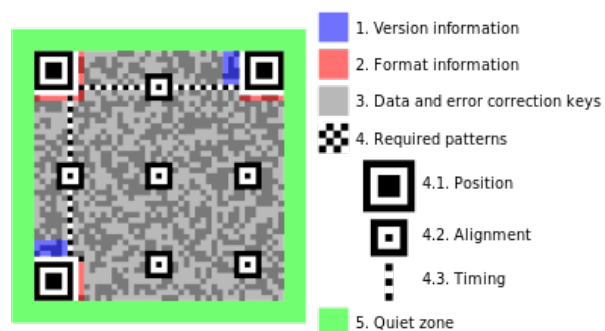 1. Version information
2. Format information
3. Data and error correction keys
4. Required patterns
4.1. Position
4.2. Alignment
4.3. Timing
5. Quiet zone